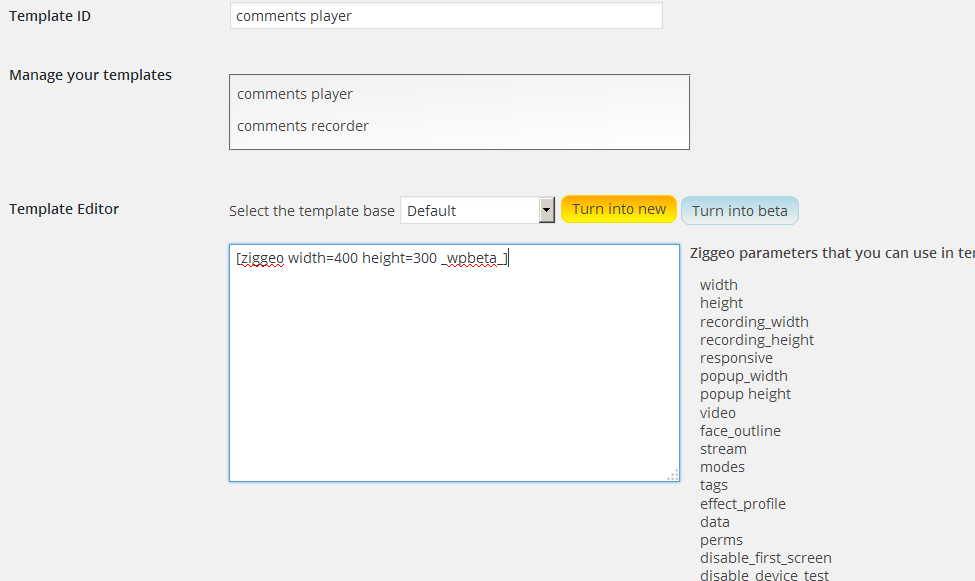 Template ID
comments player
Manage your templates
comments player
comments recorder
Template Editor
Select the template base
Default
Turn into new
Turn into beta
[ziggeo width=400 height=300 _wpbeta_]
Ziggeo parameters that you can use in ter
width
height
recording_width
recording_height
responsive
popup_width
popup height
video
face_outline
stream
modes
tags
effect_profile
data
perms
disable_first_screen
disable_device_test